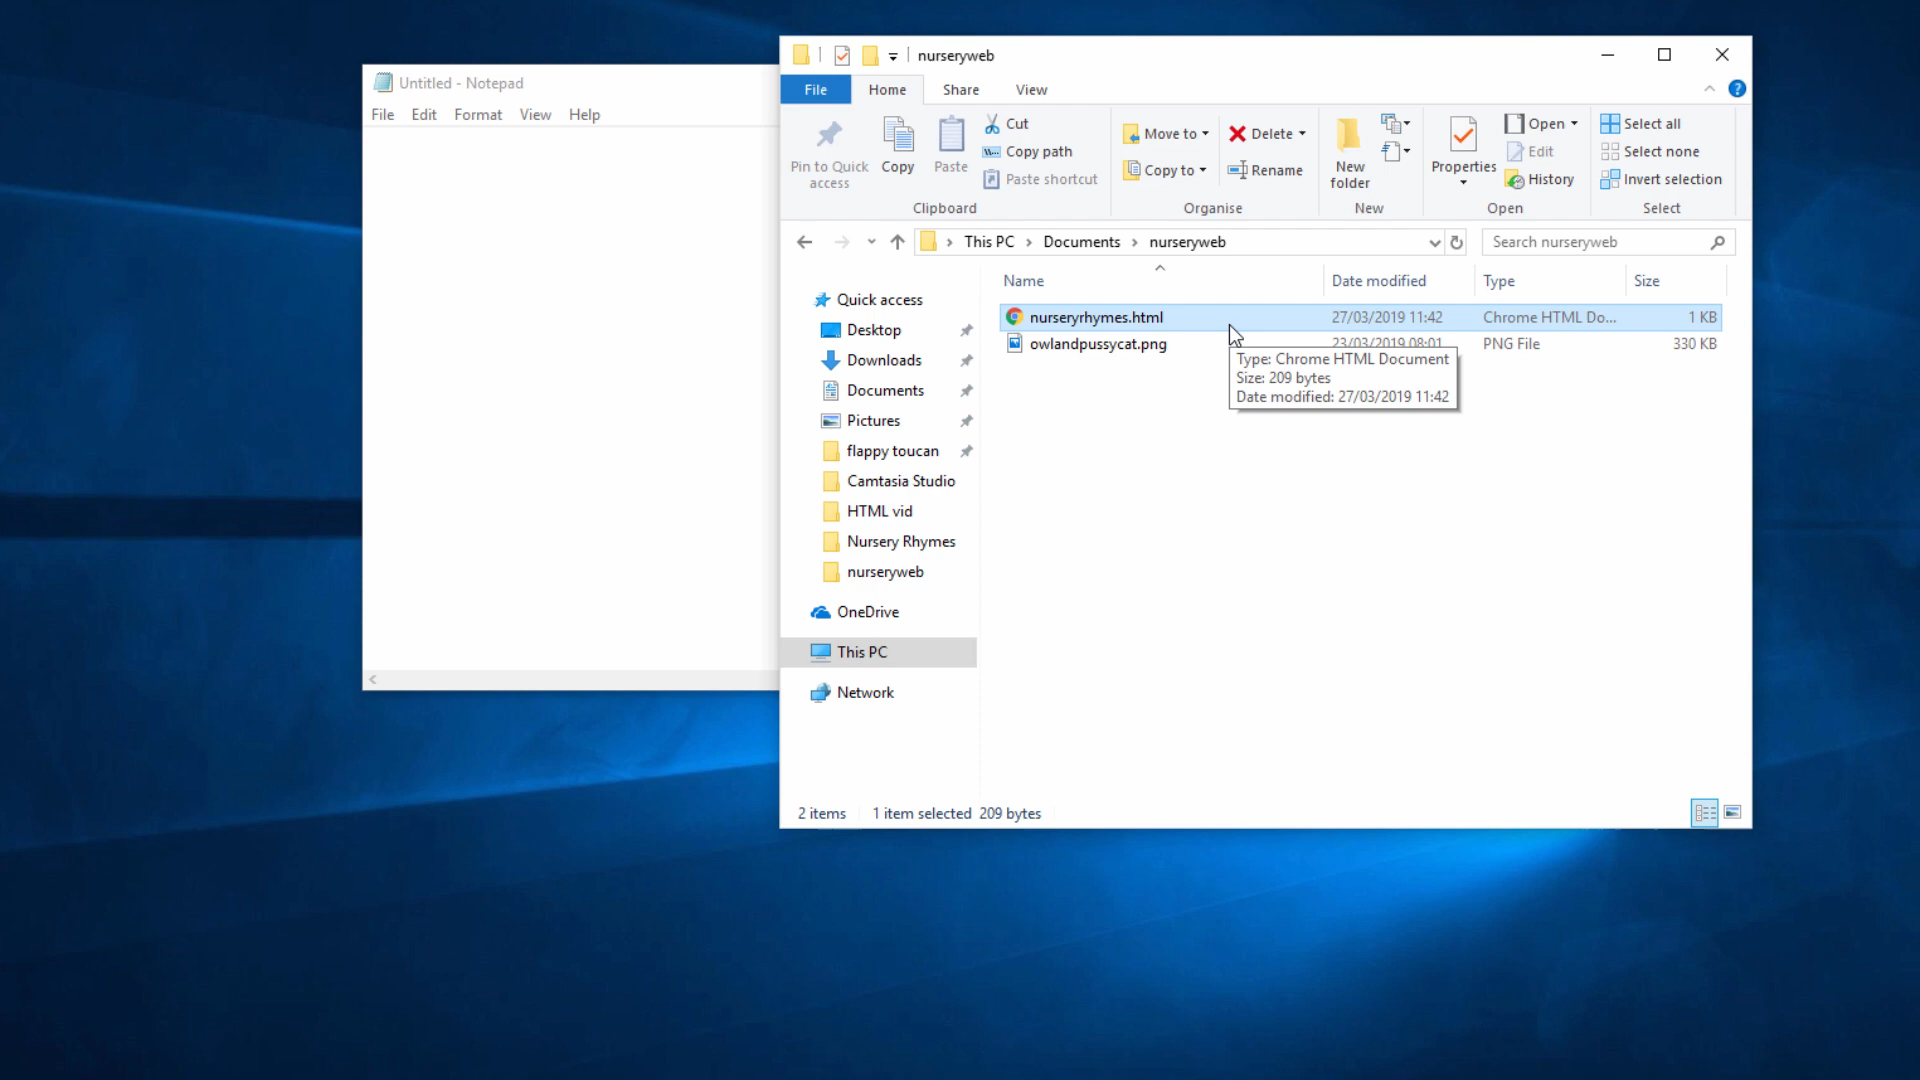 Untitled - Notepad
File Edit Format View Help
nurseryweb
File Home Share View
Pin to Quick access
Copy
Paste
Cut
Copy path
Paste shortcut
Clipboard
Move to
Copy to
Delete
Rename
Organise
New folder
New
Properties
Open
Edit
History
Open
Select all
Select none
Invert selection
Select
This PC > Documents > nurseryweb
Search nurseryweb
Name Date modified Type Size
nurseryrhymes.html 27/03/2019 11:42 Chrome HTML Do... 1 KB
owlandpussycat.png 23/03/2019 08:01 PNG File 330 KB
Type: Chrome HTML Document
Size: 209 bytes
Date modified: 27/03/2019 11:42
Quick access
Desktop
Downloads
Documents
Pictures
flappy toucan
Camtasia Studio
HTML vid
Nursery Rhymes
nurseryweb
OneDrive
This PC
Network
2 items 1 item selected 209 bytes